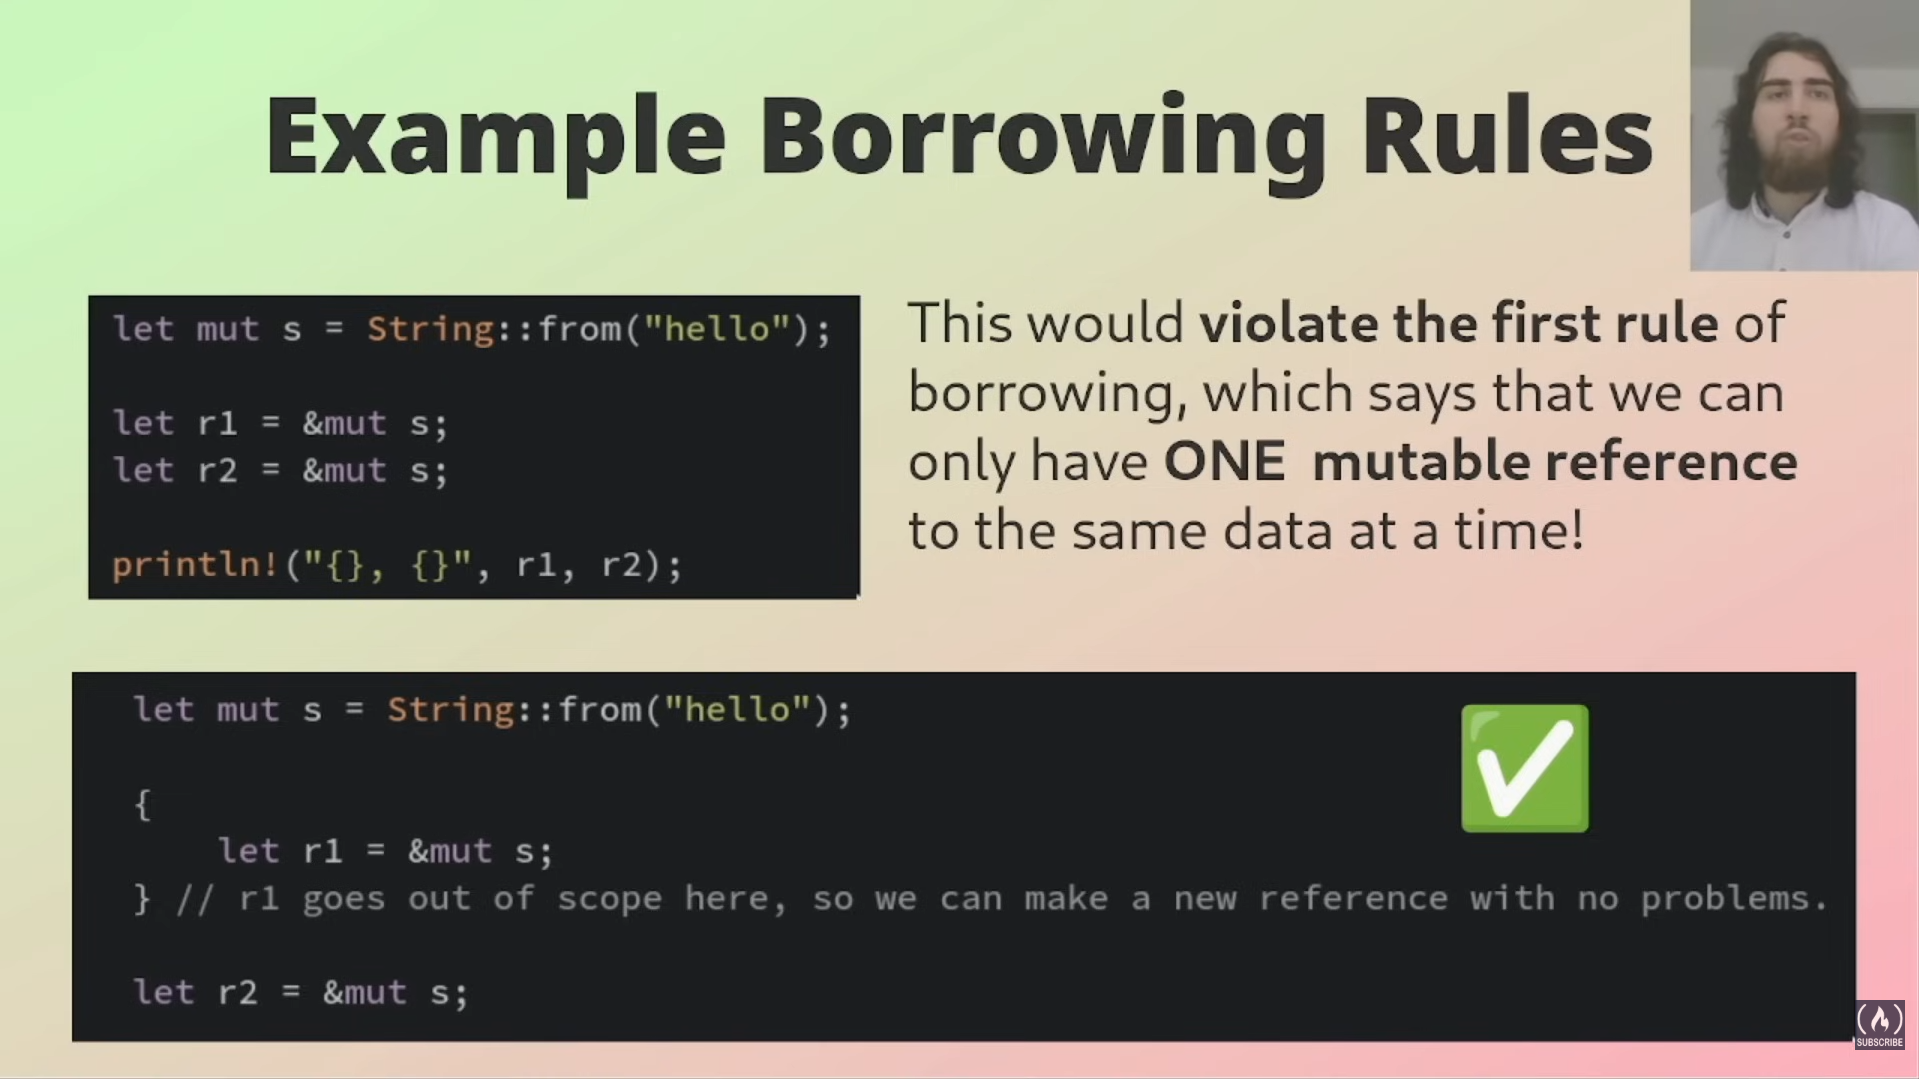 Example Borrowing Rules
let mut s = String::from("hello");
let r1 = &mut s;
let r2 = &mut s;
println!("{}, {}", r1, r2);
This would violate the first rule of
borrowing, which says that we can
only have ONE  mutable reference
to the same data at a time!
let mut s = String::from("hello");
{
    let r1 = &mut s;
} // r1 goes out of scope here, so we can make a new reference with no problems.
let r2 = &mut s;
SUBSCRIBE